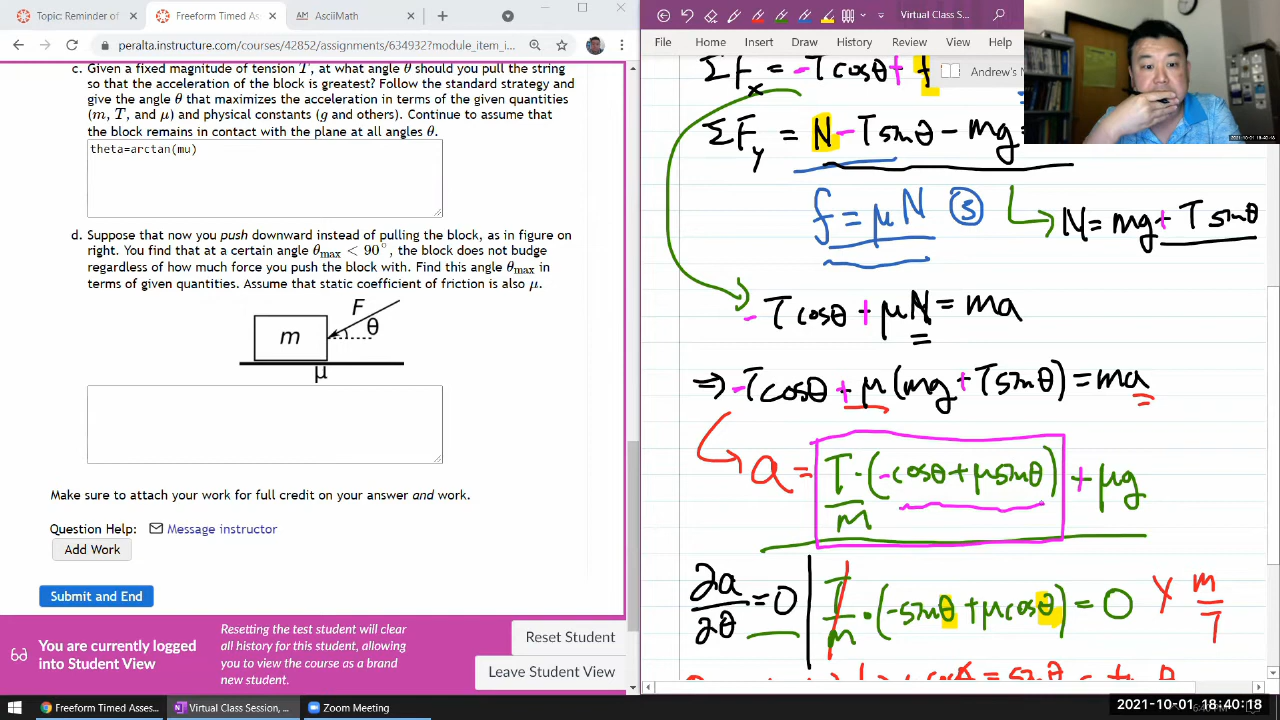 Topic: Reminder o
Freeform Timed As
AsciiMath
Virtual Class S...
peralta.instructure.com/courses/42852/assignments/634932?module_item_i...
File Home Insert Draw History Review View
Andrew's N
c. Given a fixed magnitude of tension T, at what angle θ should you pull the string
so that the acceleration of the block is greatest? Follow the standard strategy and
give the angle θ that maximizes the acceleration in terms of the given quantities
(m, T, and μ) and physical constants (g and others). Continue to assume that
the block remains in contact with the plane at all angles θ.
theta=arctan(mu)
d. Suppose that now you push downward instead of pulling the block, as in figure on
right. You find that at a certain angle θmax < 90°, the block does not budge
regardless of how much force you push the block with. Find this angle θmax in
terms of given quantities. Assume that static coefficient of friction is also μ.
F
θ
m
μ
Make sure to attach your work for full credit on your answer and work.
Question Help: Message instructor
Add Work
Submit and End
You are currently logged
into Student View
Resetting the test student will clear
all history for this student, allowing
you to view the course as a brand
new student.
Reset Student
Leave Student View
ΣFx = -Tcosθ + f
ΣFy = N - Tsinθ - mg =
f = μN ③
N = mg + Tsinθ
-Tcosθ + μN = ma
⇒ -Tcosθ + μ(mg + Tsinθ) = ma
a = T/m · (-cosθ + μsinθ) + μg
∂a/∂θ = 0
T/m · (-sinθ + μcosθ) = 0 × m/T
2021-10-01 18:40:16
Freeform Timed Asses...
Virtual Class Session, ...
Zoom Meeting
2021-10-01 18:40:18